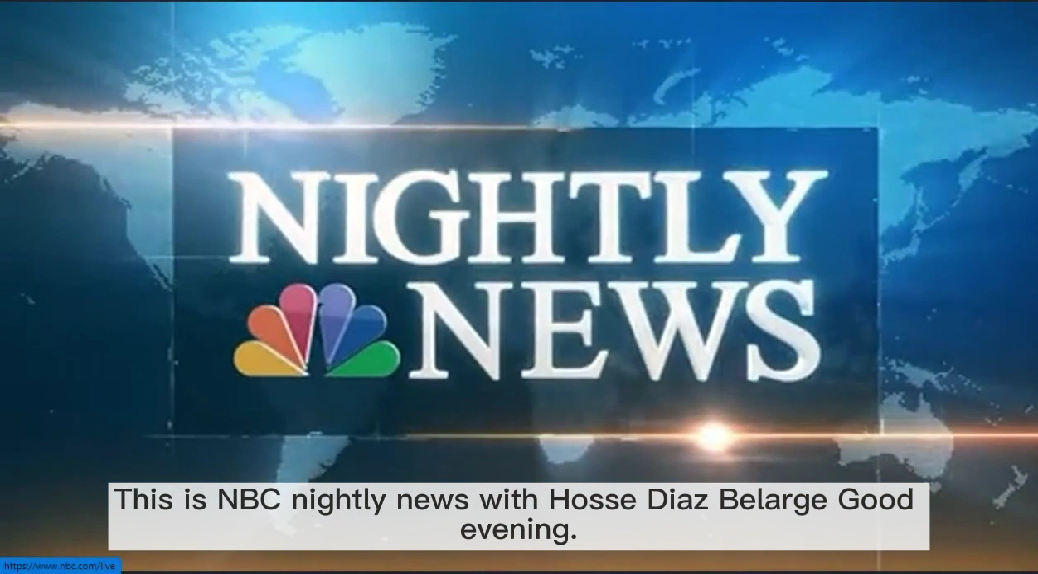 NIGHTLY
NEWS
This is NBC nightly news with Hosse Diaz Belarge Good
evening.
https://www.nbc.com/live